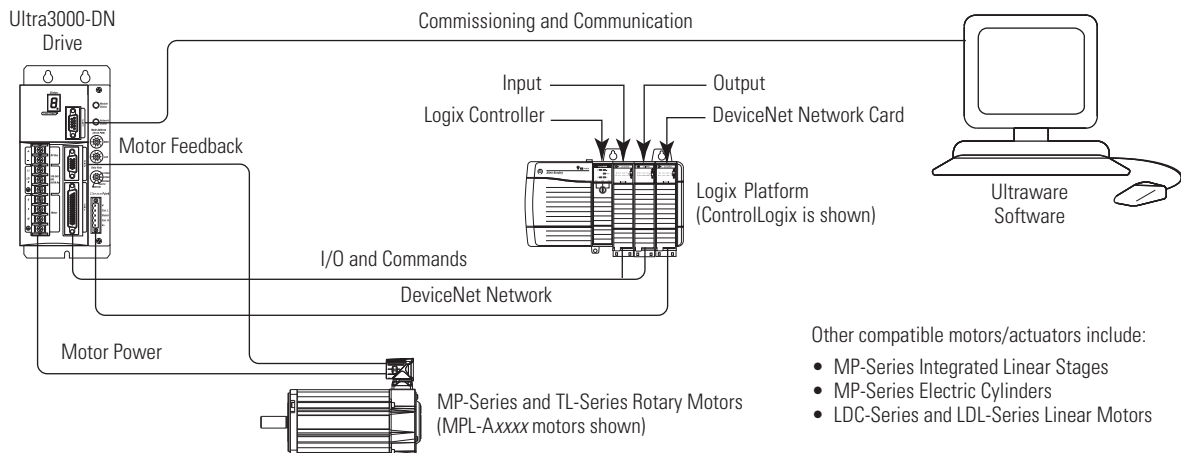 Ultra3000-DN
Drive
Commissioning and Communication
Input
Output
Logix Controller
DeviceNet Network Card
Motor Feedback
Logix Platform
(ControlLogix is shown)
Ultraware
Software
I/O and Commands
DeviceNet Network
Motor Power
MP-Series and TL-Series Rotary Motors
(MPL-Axxxx motors shown)
Other compatible motors/actuators include:
• MP-Series Integrated Linear Stages
• MP-Series Electric Cylinders
• LDC-Series and LDL-Series Linear Motors